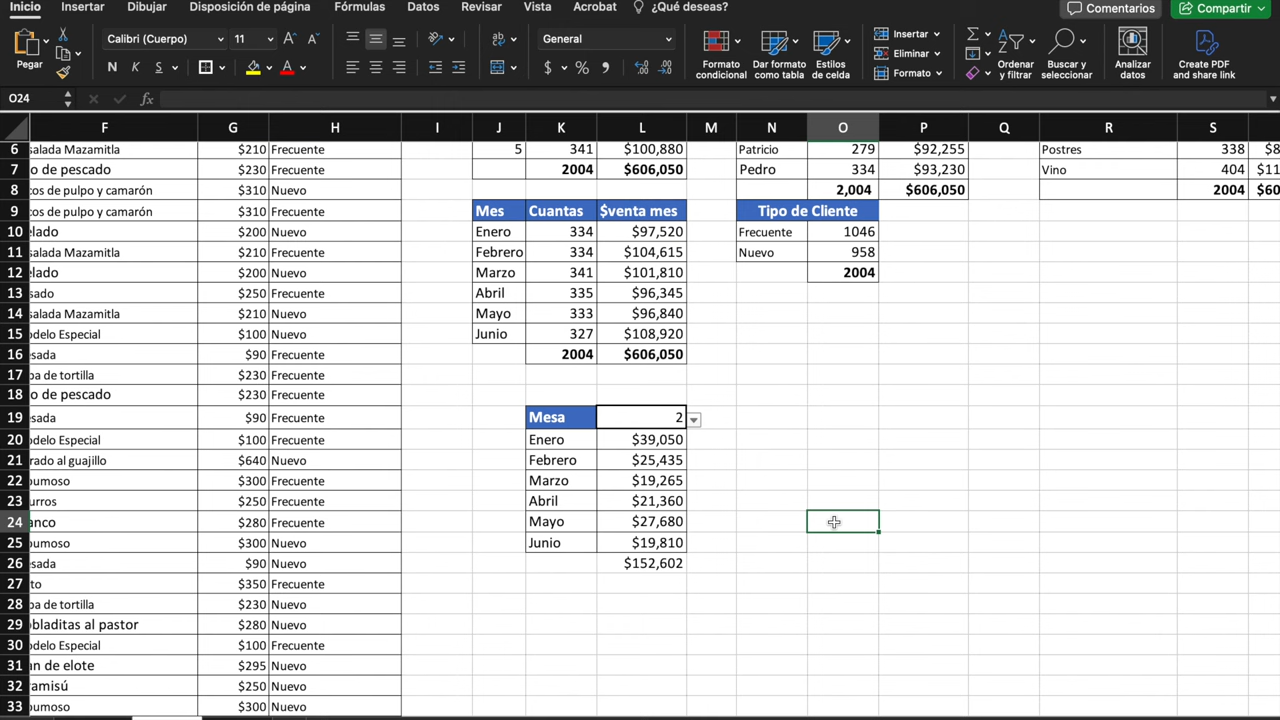 Inicio Insertar Dibujar Disposición de página Fórmulas Datos Revisar Vista Acrobat ¿Qué deseas? Comentarios Compartir
Pegar Calibri (Cuerpo) 11 General Formato condicional Dar formato como tabla Estilos de celda Insertar Eliminar Formato Ordenar y filtrar Buscar y seleccionar Analizar datos Create PDF and share link
N K S A $ % 9
O24 fx
F G H I J K L M N O P Q R S
6 salada Mazamitla $210 Frecuente 5 341 $100,880 Patricio 279 $92,255 Postres 338
7 o de pescado $230 Frecuente 2004 $606,050 Pedro 334 $93,230 Vino 404
8 cos de pulpo y camarón $310 Nuevo 2,004 $606,050 2004
9 cos de pulpo y camarón $310 Frecuente Mes Cuantas $venta mes Tipo de Cliente
10 elado $200 Nuevo Enero 334 $97,520 Frecuente 1046
11 salada Mazamitla $210 Frecuente Febrero 334 $104,615 Nuevo 958
12 elado $200 Nuevo Marzo 341 $101,810 2004
13 sado $250 Frecuente Abril 335 $96,345
14 salada Mazamitla $210 Nuevo Mayo 333 $96,840
15 odelo Especial $100 Nuevo Junio 327 $108,920
16 esada $90 Frecuente 2004 $606,050
17 pa de tortilla $230 Frecuente
18 o de pescado $230 Frecuente
19 esada $90 Frecuente Mesa 2
20 odelo Especial $100 Frecuente Enero $39,050
21 rado al guajillo $640 Nuevo Febrero $25,435
22 pumoso $300 Frecuente Marzo $19,265
23 urros $250 Frecuente Abril $21,360
24 anco $280 Frecuente Mayo $27,680
25 pumoso $300 Nuevo Junio $19,810
26 esada $90 Nuevo $152,602
27 to $350 Frecuente
28 pa de tortilla $230 Nuevo
29 obladitas al pastor $280 Nuevo
30 odelo Especial $100 Frecuente
31 an de elote $295 Nuevo
32 amisú $250 Nuevo
33 pumoso $300 Nuevo